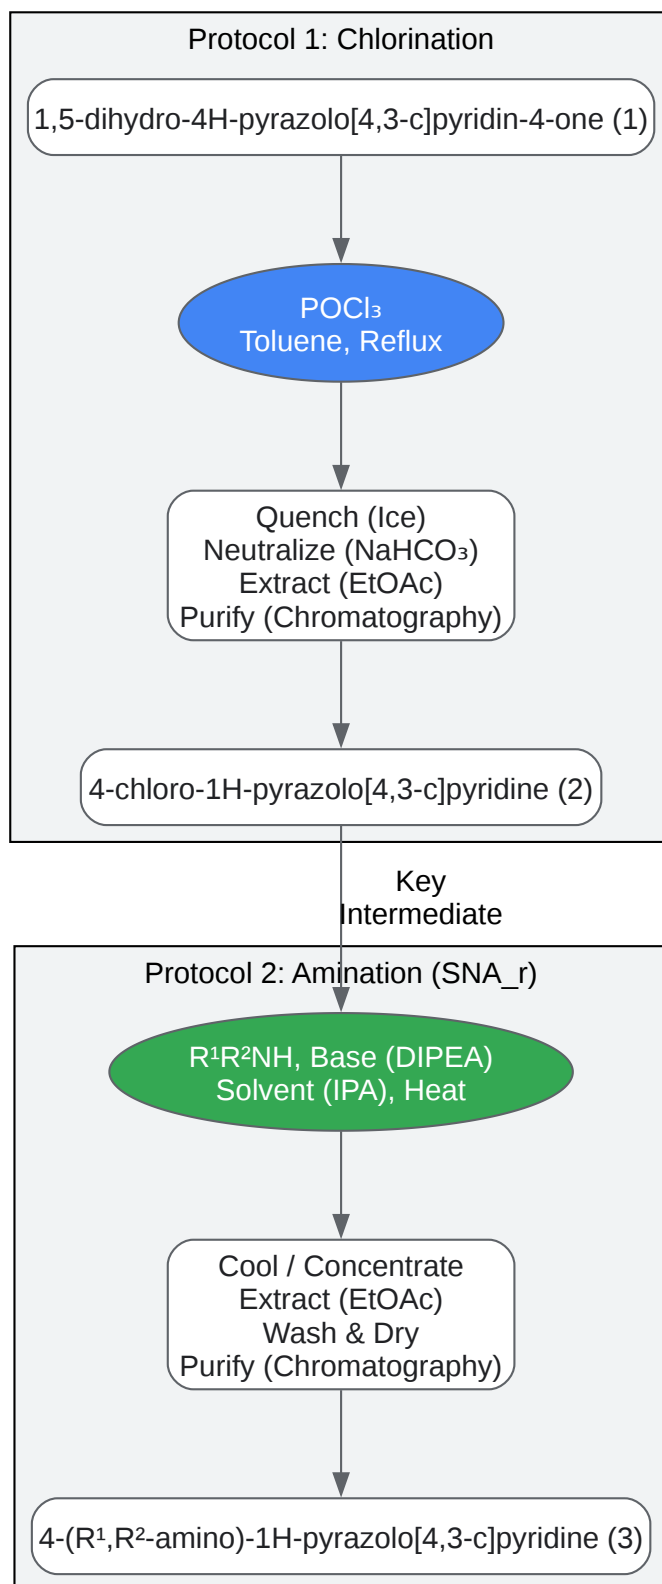 Protocol 1: Chlorination
1,5-dihydro-4H-pyrazolo[4,3-c]pyridin-4-one (1)
POCl₃
Toluene, Reflux
Quench (Ice)
Neutralize (NaHCO₃)
Extract (EtOAc)
Purify (Chromatography)
4-chloro-1H-pyrazolo[4,3-c]pyridine (2)
Key
Intermediate
Protocol 2: Amination (SNA_r)
R¹R²NH, Base (DIPEA)
Solvent (IPA), Heat
Cool / Concentrate
Extract (EtOAc)
Wash & Dry
Purify (Chromatography)
4-(R¹,R²-amino)-1H-pyrazolo[4,3-c]pyridine (3)